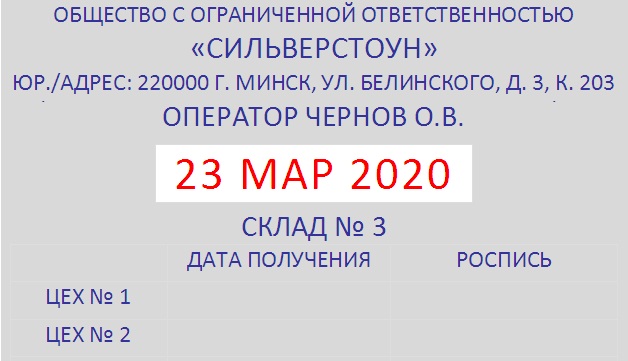 ОБЩЕСТВО С ОГРАНИЧЕННОЙ ОТВЕТСТВЕННОСТЬЮ
«СИЛЬВЕРСТОУН»
ЮР./АДРЕС: 220000 Г. МИНСК, УЛ. БЕЛИНСКОГО, Д. 3, К. 203
ОПЕРАТОР ЧЕРНОВ О.В.
23 МАР 2020
СКЛАД № 3
ДАТА ПОЛУЧЕНИЯ РОСПИСЬ
ЦЕХ № 1
ЦЕХ № 2